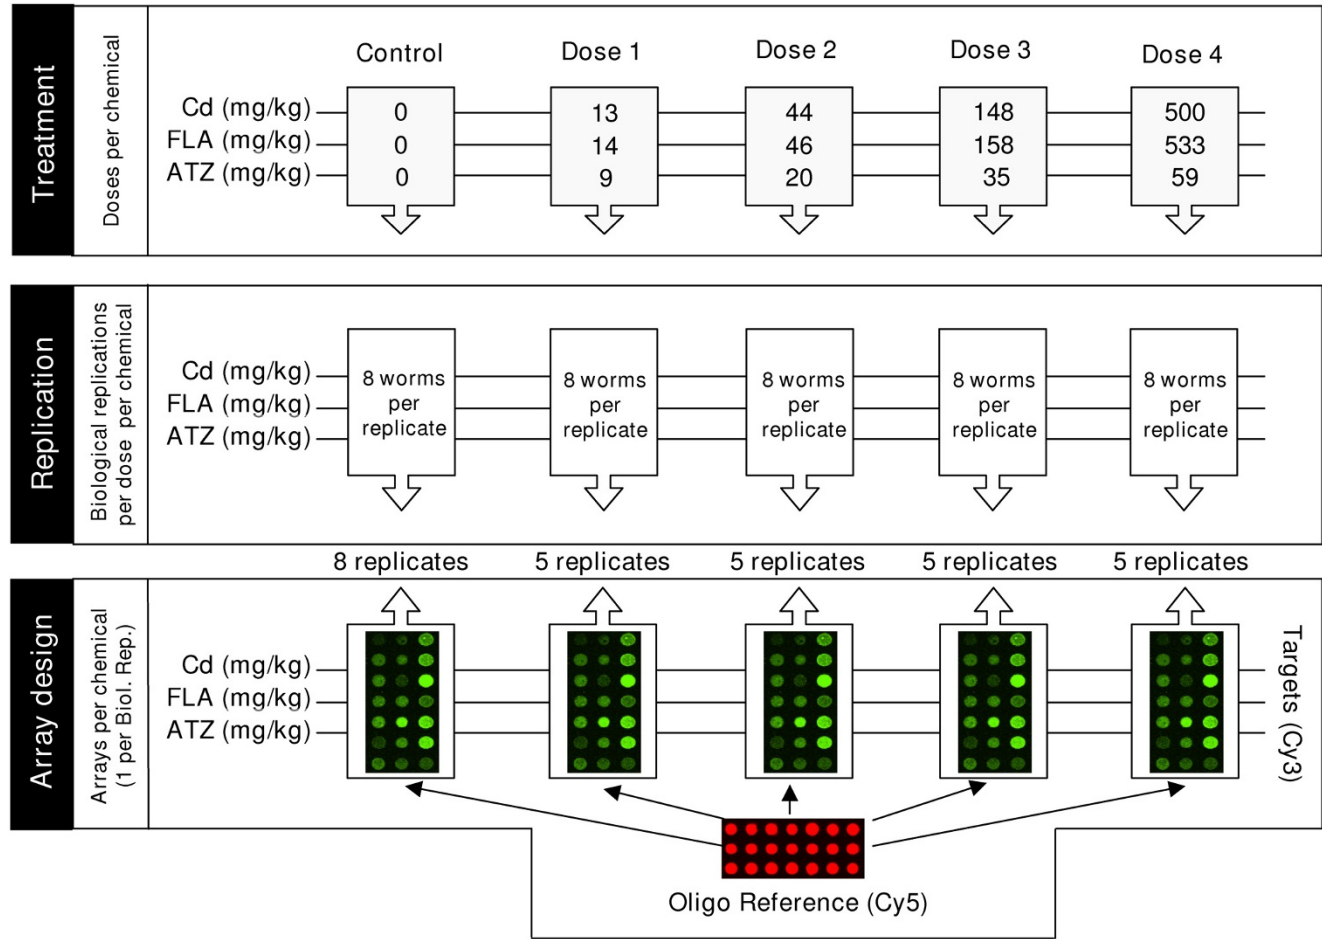 Treatment
Doses per chemical
Control Dose 1 Dose 2 Dose 3 Dose 4
Cd (mg/kg) 0 13 44 148 500
FLA (mg/kg) 0 14 46 158 533
ATZ (mg/kg) 0 9 20 35 59
Replication
Biological replications
per dose per chemical
Cd (mg/kg)
FLA (mg/kg)
ATZ (mg/kg)
8 worms 8 worms 8 worms 8 worms 8 worms
per per per per per
replicate replicate replicate replicate replicate
8 replicates 5 replicates 5 replicates 5 replicates 5 replicates
Array design
Arrays per chemical
(1 per Biol. Rep.)
Cd (mg/kg)
FLA (mg/kg)
ATZ (mg/kg)
Targets (Cy3)
Oligo Reference (Cy5)